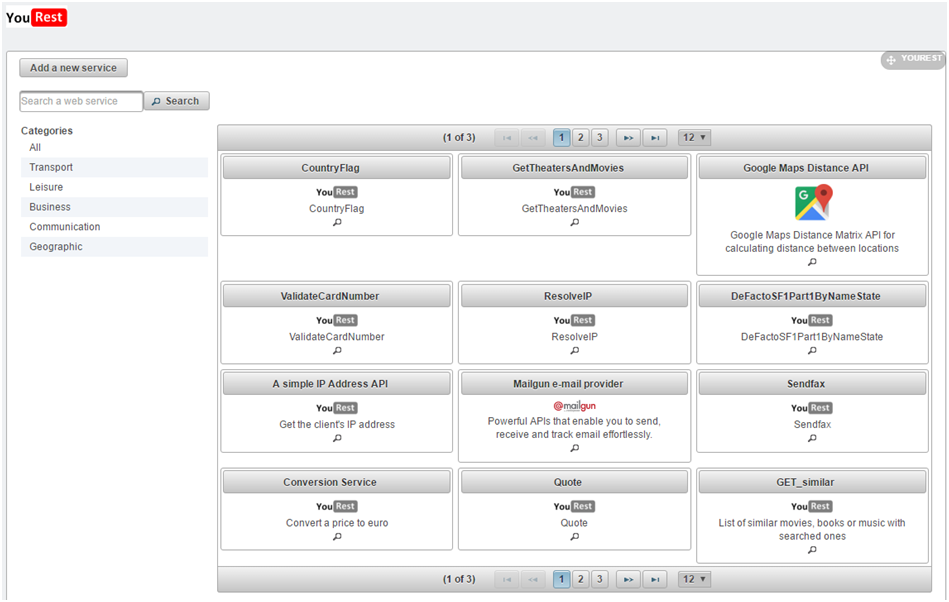 You Rest
Add a new service
YOUREST
Search a web service
Search
Categories
All
Transport
Leisure
Business
Communication
Geographic
(1 of 3) 1 2 3 12
CountryFlag
You Rest
CountryFlag
GetTheatersAndMovies
You Rest
GetTheatersAndMovies
Google Maps Distance API
G
Google Maps Distance Matrix API for
calculating distance between locations
ValidateCardNumber
You Rest
ValidateCardNumber
ResolveIP
You Rest
ResolveIP
DeFactoSF1Part1ByNameState
You Rest
DeFactoSF1Part1ByNameState
A simple IP Address API
You Rest
Get the client's IP address
Mailgun e-mail provider
@mailgun
Powerful APIs that enable you to send,
receive and track email effortlessly.
Sendfax
You Rest
Sendfax
Conversion Service
You Rest
Convert a price to euro
Quote
You Rest
Quote
GET_similar
You Rest
List of similar movies, books or music with
searched ones
(1 of 3) 1 2 3 12